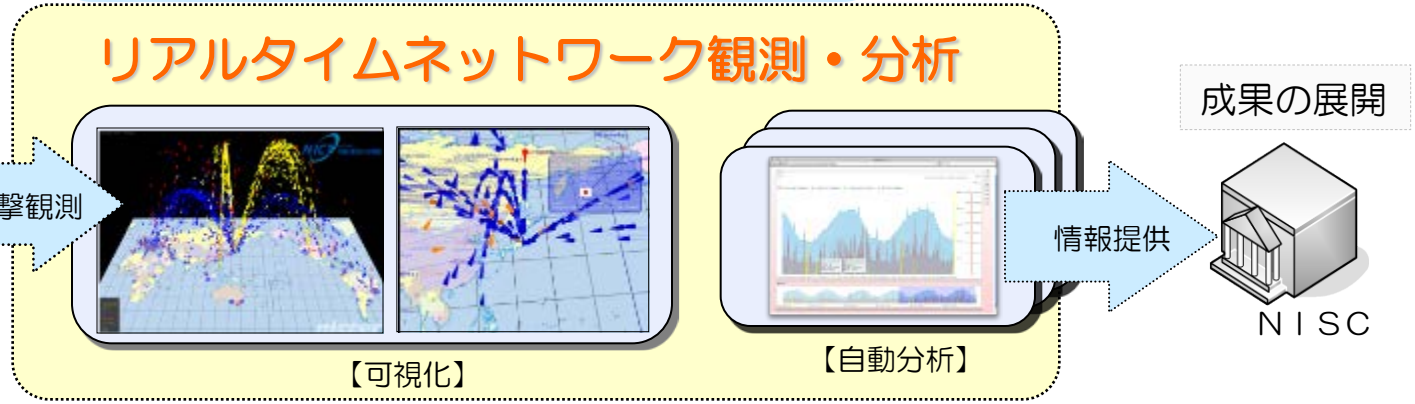 リアルタイムネットワーク観測・分析
成果の展開
撃観測
情報提供
ＮＩＳＣ
【可視化】
【自動分析】